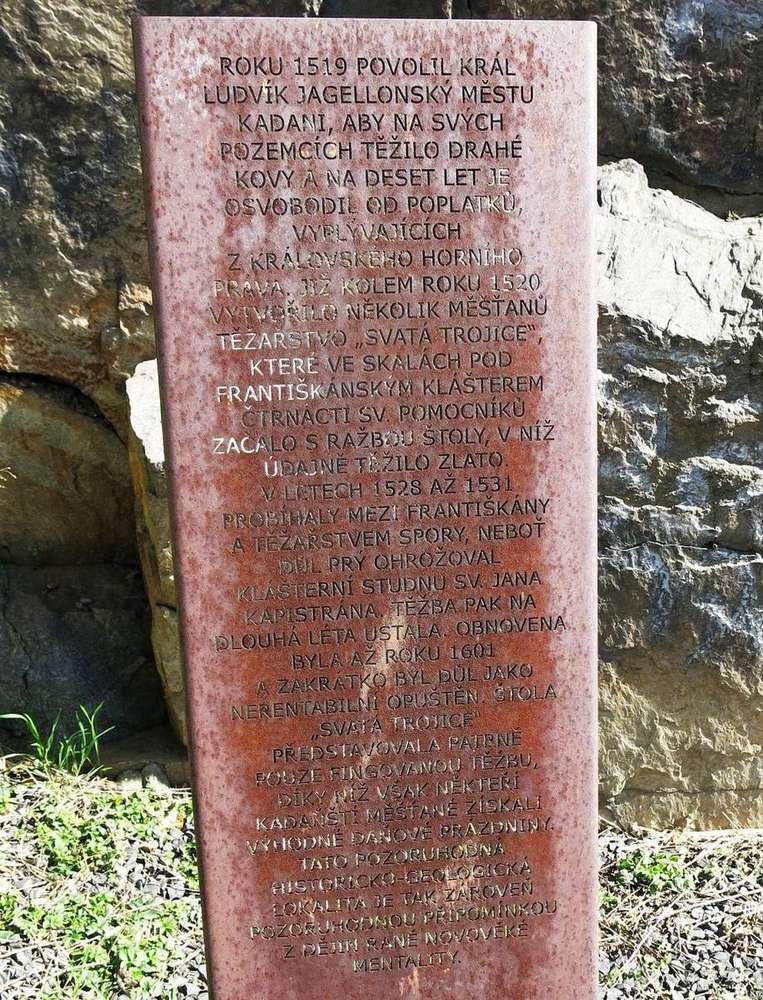 ROKU 1519 POVOLIL KRÁL
LUDVÍK JAGELLONSKÝ MĚSTU
KADANI, ABY NA SVÝCH
POZEMCÍCH TĚŽILO DRAHÉ
KOVY A NA DESET LET JE
OSVOBODIL OD POPLATKŮ,
VYPLÝVAJÍCÍCH
Z KRÁLOVSKÉHO HORNÍHO
PRÁVA. JIŽ KOLEM ROKU 1520
VYTVOŘILO NĚKOLIK MĚŠŤANŮ
TĚŽAŘSTVO „SVATÁ TROJICE“,
KTERÉ VE SKALÁCH POD
FRANTIŠKÁNSKÝM KLÁŠTEREM
ČTRNÁCTI SV. POMOCNÍKŮ
ZAČALO S RAŽBOU ŠTOLY, V NÍŽ
ÚDAJNĚ TĚŽILO ZLATO.
V LETECH 1528 AŽ 1531
PROBÍHALY MEZI FRANTIŠKÁNY
A TĚŽAŘSTVEM SPORY, NEBOŤ
DŮL PRÝ OHROŽOVAL
KLÁŠTERNÍ STUDNU SV. JANA
KAPISTRÁNA. TĚŽBA PAK NA
DLOUHÁ LÉTA USTALA. OBNOVENA
BYLA AŽ ROKU 1601
A ZAKRÁTKO BYL DŮL JAKO
NERENTABILNÍ OPUŠTĚN. ŠTOLA
„SVATÁ TROJICE“
PŘEDSTAVOVALA PATRNĚ
POUZE FINGOVANOU TĚŽBU,
DÍKY NÍŽ VŠAK NĚKTEŘÍ
KADAŇŠTÍ MĚŠŤANÉ ZÍSKALI
VÝHODNÉ DAŇOVÉ PRÁZDNINY.
TATO POZORUHODNÁ
HISTORICKO-GEOLOGICKÁ
LOKALITA JE TAK ZÁROVEŇ
POZORUHODNOU PŘIPOMÍNKOU
Z DĚJIN RANĚ NOVOVĚKÉ
MENTALITY.